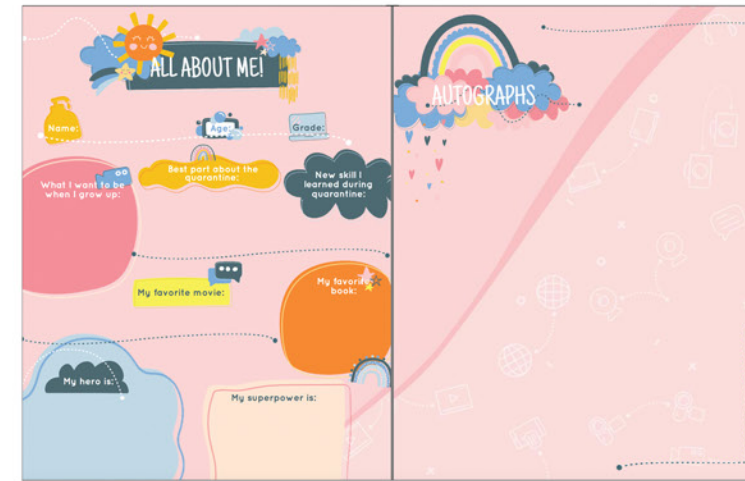 ALL ABOUT ME!
Name:
Age:
Grade:
What I want to be
when I grow up:
Best part about the
quarantine:
New skill I
learned during
quarantine:
My favorite movie:
My favorite
book:
My hero is:
My superpower is:
AUTOGRAPHS